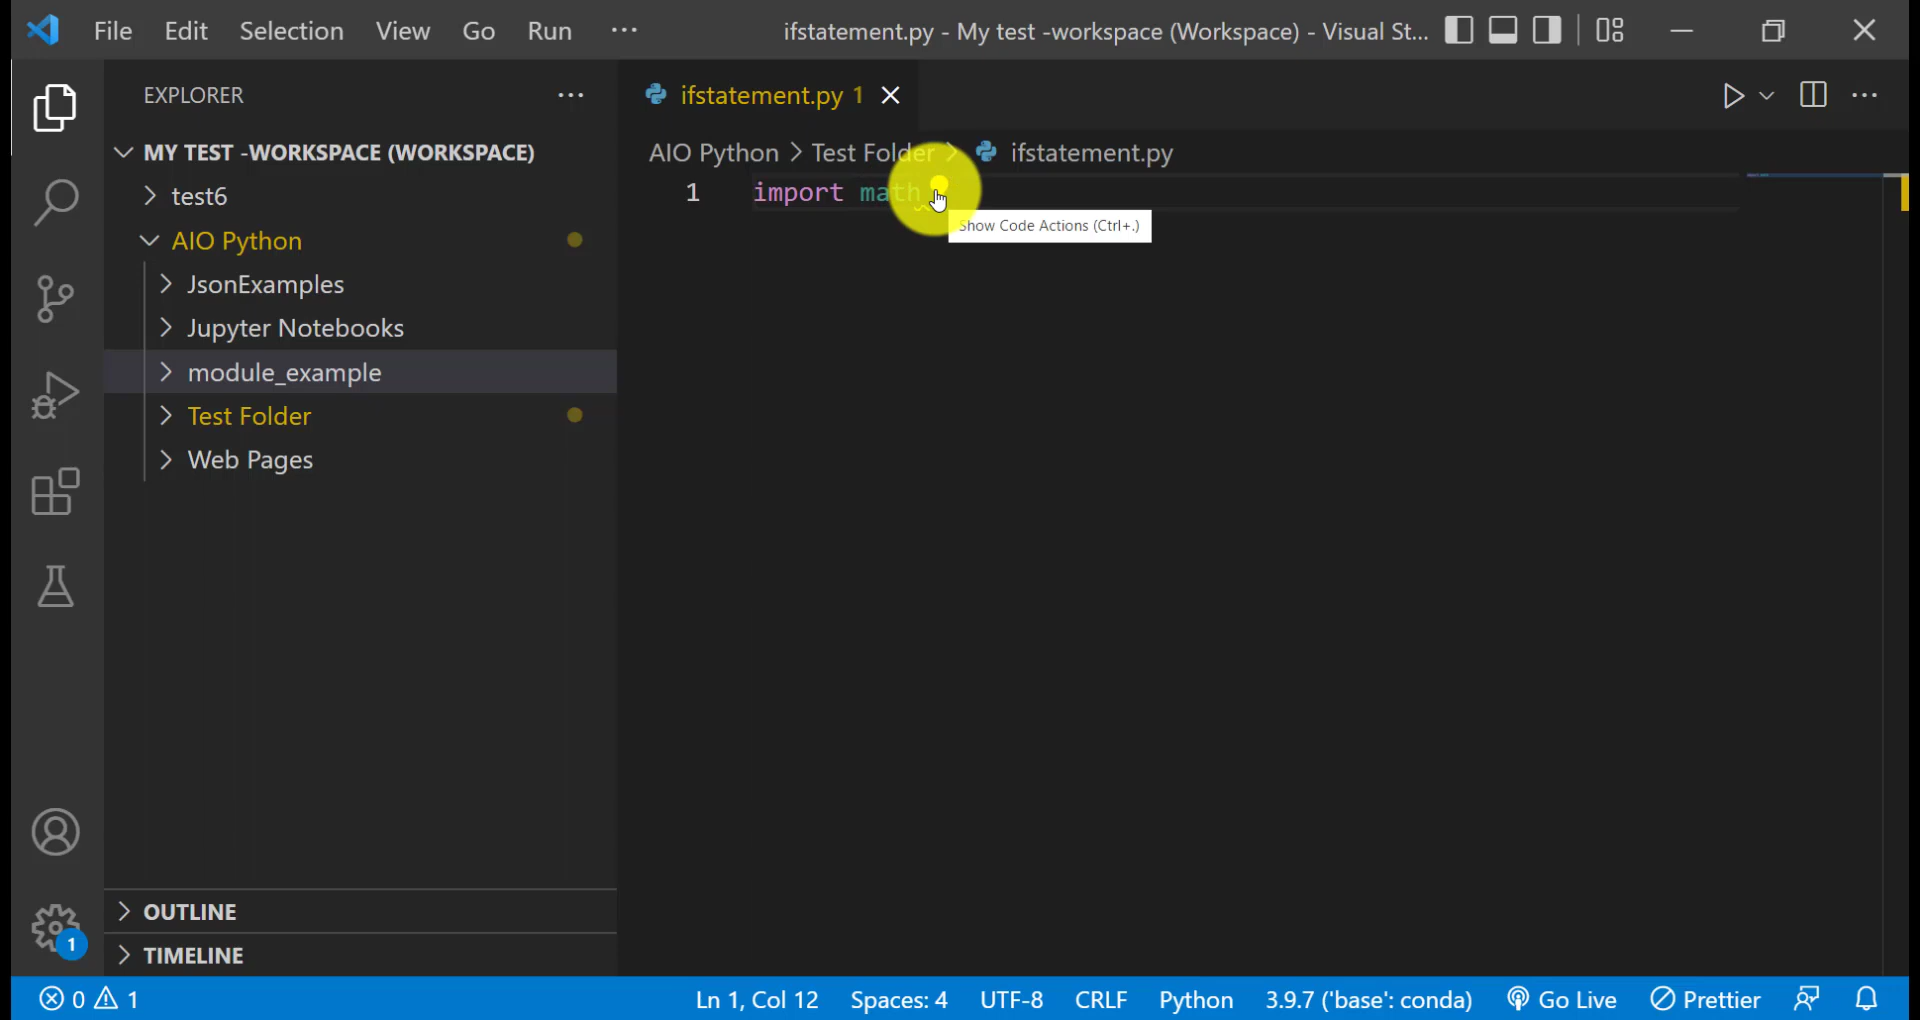 File Edit Selection View Go Run ···
ifstatement.py - My test -workspace (Workspace) - Visual St...
EXPLORER ···
MY TEST -WORKSPACE (WORKSPACE)
test6
AIO Python
JsonExamples
Jupyter Notebooks
module_example
Test Folder
Web Pages
OUTLINE
TIMELINE
ifstatement.py 1
AIO Python > Test Folder > ifstatement.py
1 import math
Show Code Actions (Ctrl+.)
1
0 1
Ln 1, Col 12 Spaces: 4 UTF-8 CRLF Python 3.9.7 ('base': conda) Go Live Prettier